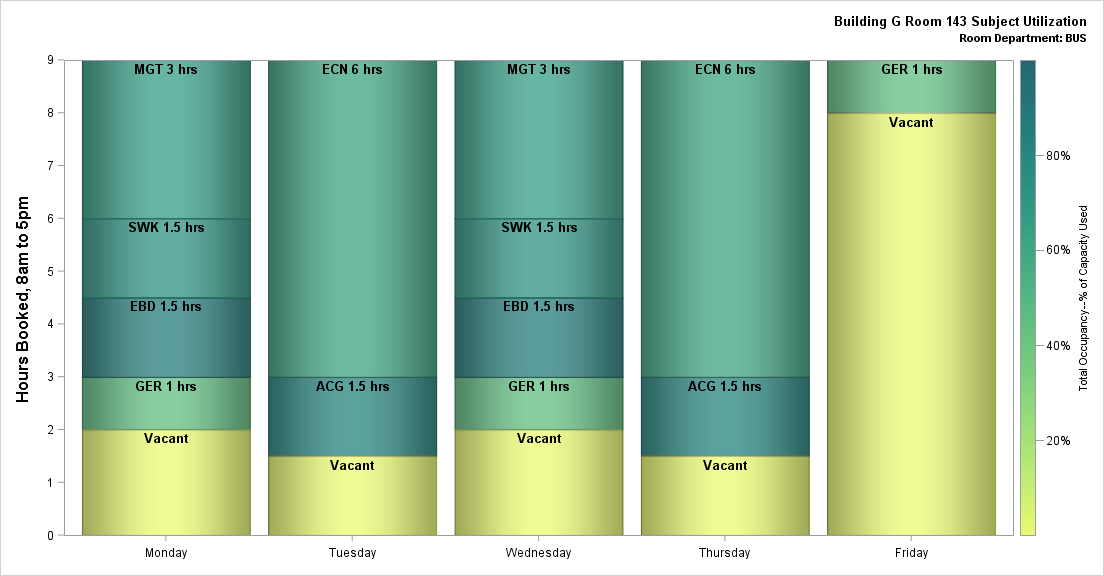 Building G Room 143 Subject Utilization
Room Department: BUS
Hours Booked, 8am to 5pm
9
8
7
6
5
4
3
2
1
0
MGT 3 hrs
SWK 1.5 hrs
EBD 1.5 hrs
GER 1 hrs
Vacant
ECN 6 hrs
ACG 1.5 hrs
Vacant
MGT 3 hrs
SWK 1.5 hrs
EBD 1.5 hrs
GER 1 hrs
Vacant
ECN 6 hrs
ACG 1.5 hrs
Vacant
GER 1 hrs
Vacant
Monday
Tuesday
Wednesday
Thursday
Friday
80%
60%
40%
20%
Total Occupancy--% of Capacity Used